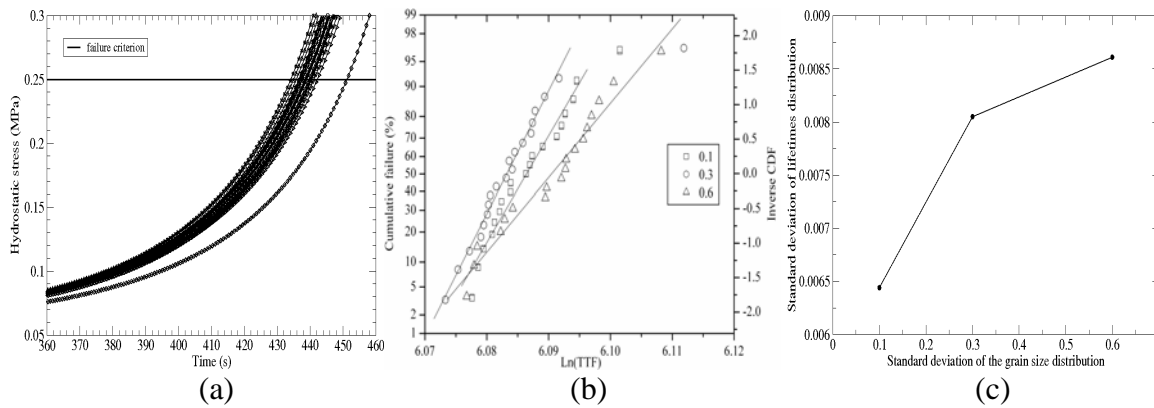 0.3
0.25
0.2
0.15
0.1
0.05
failure criterion
Hydrostatic stress (MPa)
360 370 380 390 400 410 420 430 440 450 460
Time (s)
(a)
99
98
95
90
80
70
60
50
40
30
20
10
5
2
1
Cumulative failure (%)
0.1
0.3
0.6
2.0
1.5
1.0
0.5
0.0
-0.5
-1.0
-1.5
-2.0
Inverse CDF
6.07 6.08 6.09 6.10 6.11 6.12
Ln(TTF)
(b)
0.009
0.0085
0.008
0.0075
0.007
0.0065
0.006
Standard deviation of lifetimes distribution
0 0.1 0.2 0.3 0.4 0.5 0.6
Standard deviation of the grain size distribution
(c)